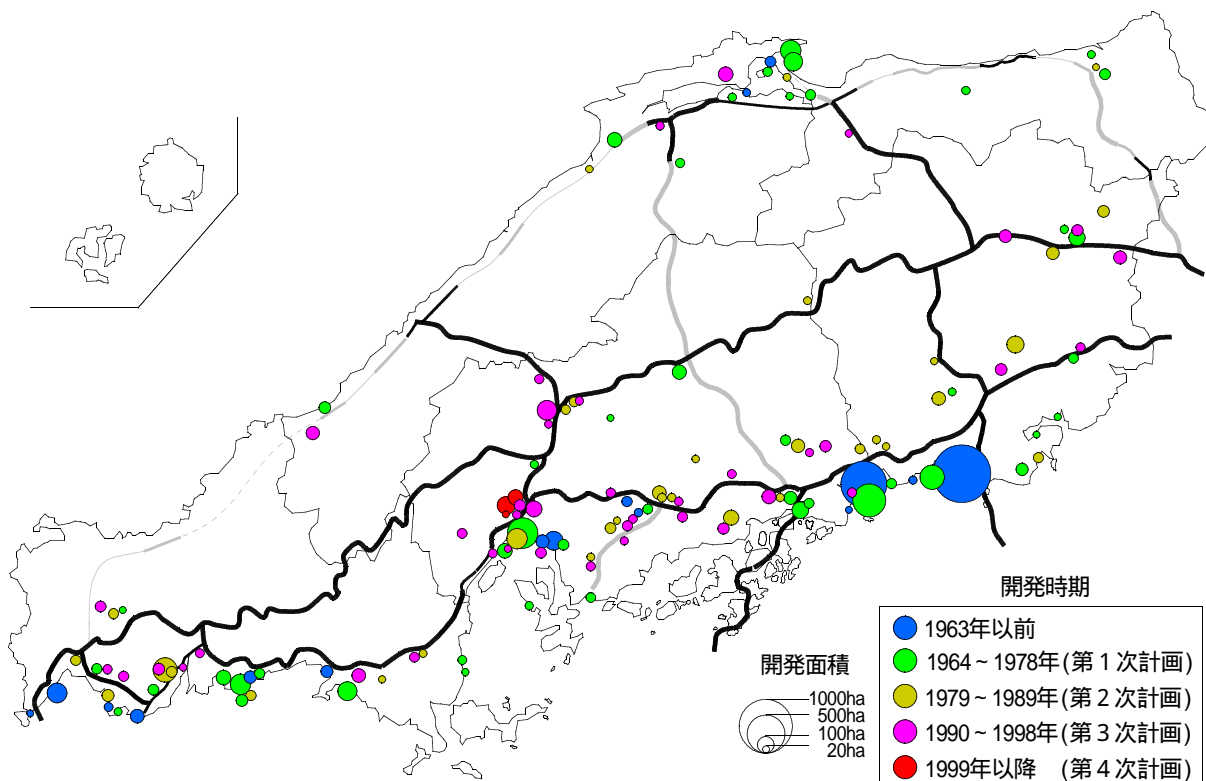 開発時期
1963年以前
1964～1978年(第１次計画)
1979～1989年(第２次計画)
1990～1998年(第３次計画)
1999年以降　(第４次計画)
開発面積
1000ha
500ha
100ha
20ha